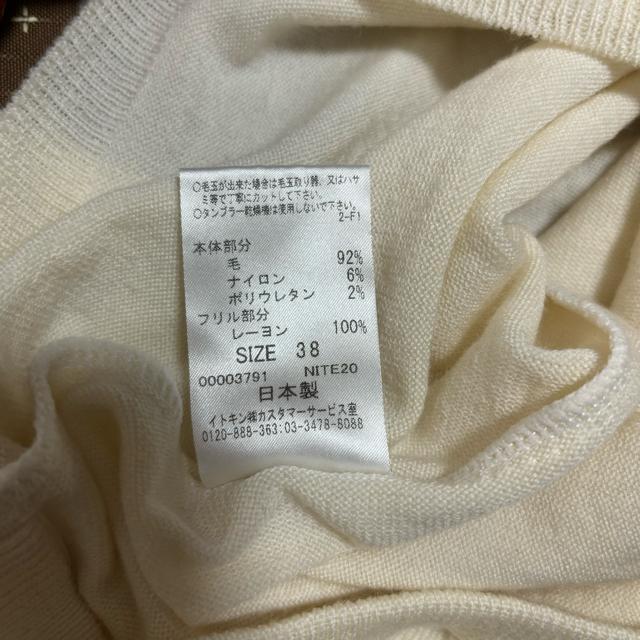 ○毛玉が出来た場合は毛玉取り器、又はハサ
ミ等で丁寧にカットして下さい。
○タンブラー乾燥機は使用しないで下さい。
2-F1
本体部分
毛 92%
ナイロン 6%
ポリウレタン 2%
フリル部分
レーヨン 100%
SIZE 38
00003791 NITE20
日本製
イトキン㈱カスタマーサービス室
0120-888-363:03-3478-8088